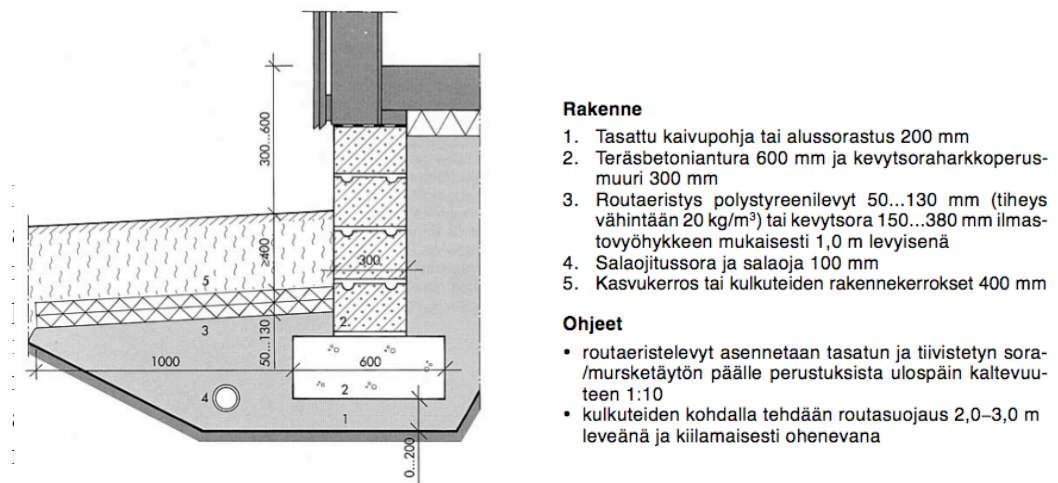 300...600
≥400
5
300
3
50...130
2.
1000
600
4
2
1
0...200
Rakenne
1. Tasattu kaivupohja tai alussorastus 200 mm
2. Teräsbetoniantura 600 mm ja kevytsoraharkkoperus-
muuri 300 mm
3. Routaeristys polystyreenilevyt 50...130 mm (tiheys
vähintään 20 kg/m³) tai kevytsora 150...380 mm ilmas-
tovyöhykkeen mukaisesti 1,0 m levyisenä
4. Salaojitussora ja salaoja 100 mm
5. Kasvukerros tai kulkuteiden rakennekerrokset 400 mm
Ohjeet
• routaeristelevyt asennetaan tasatun ja tiivistetyn sora-
/mursketäytön päälle perustuksista ulospäin kaltevuu-
teen 1:10
• kulkuteiden kohdalla tehdään routasuojaus 2,0–3,0 m
leveänä ja kiilamaisesti ohenevana